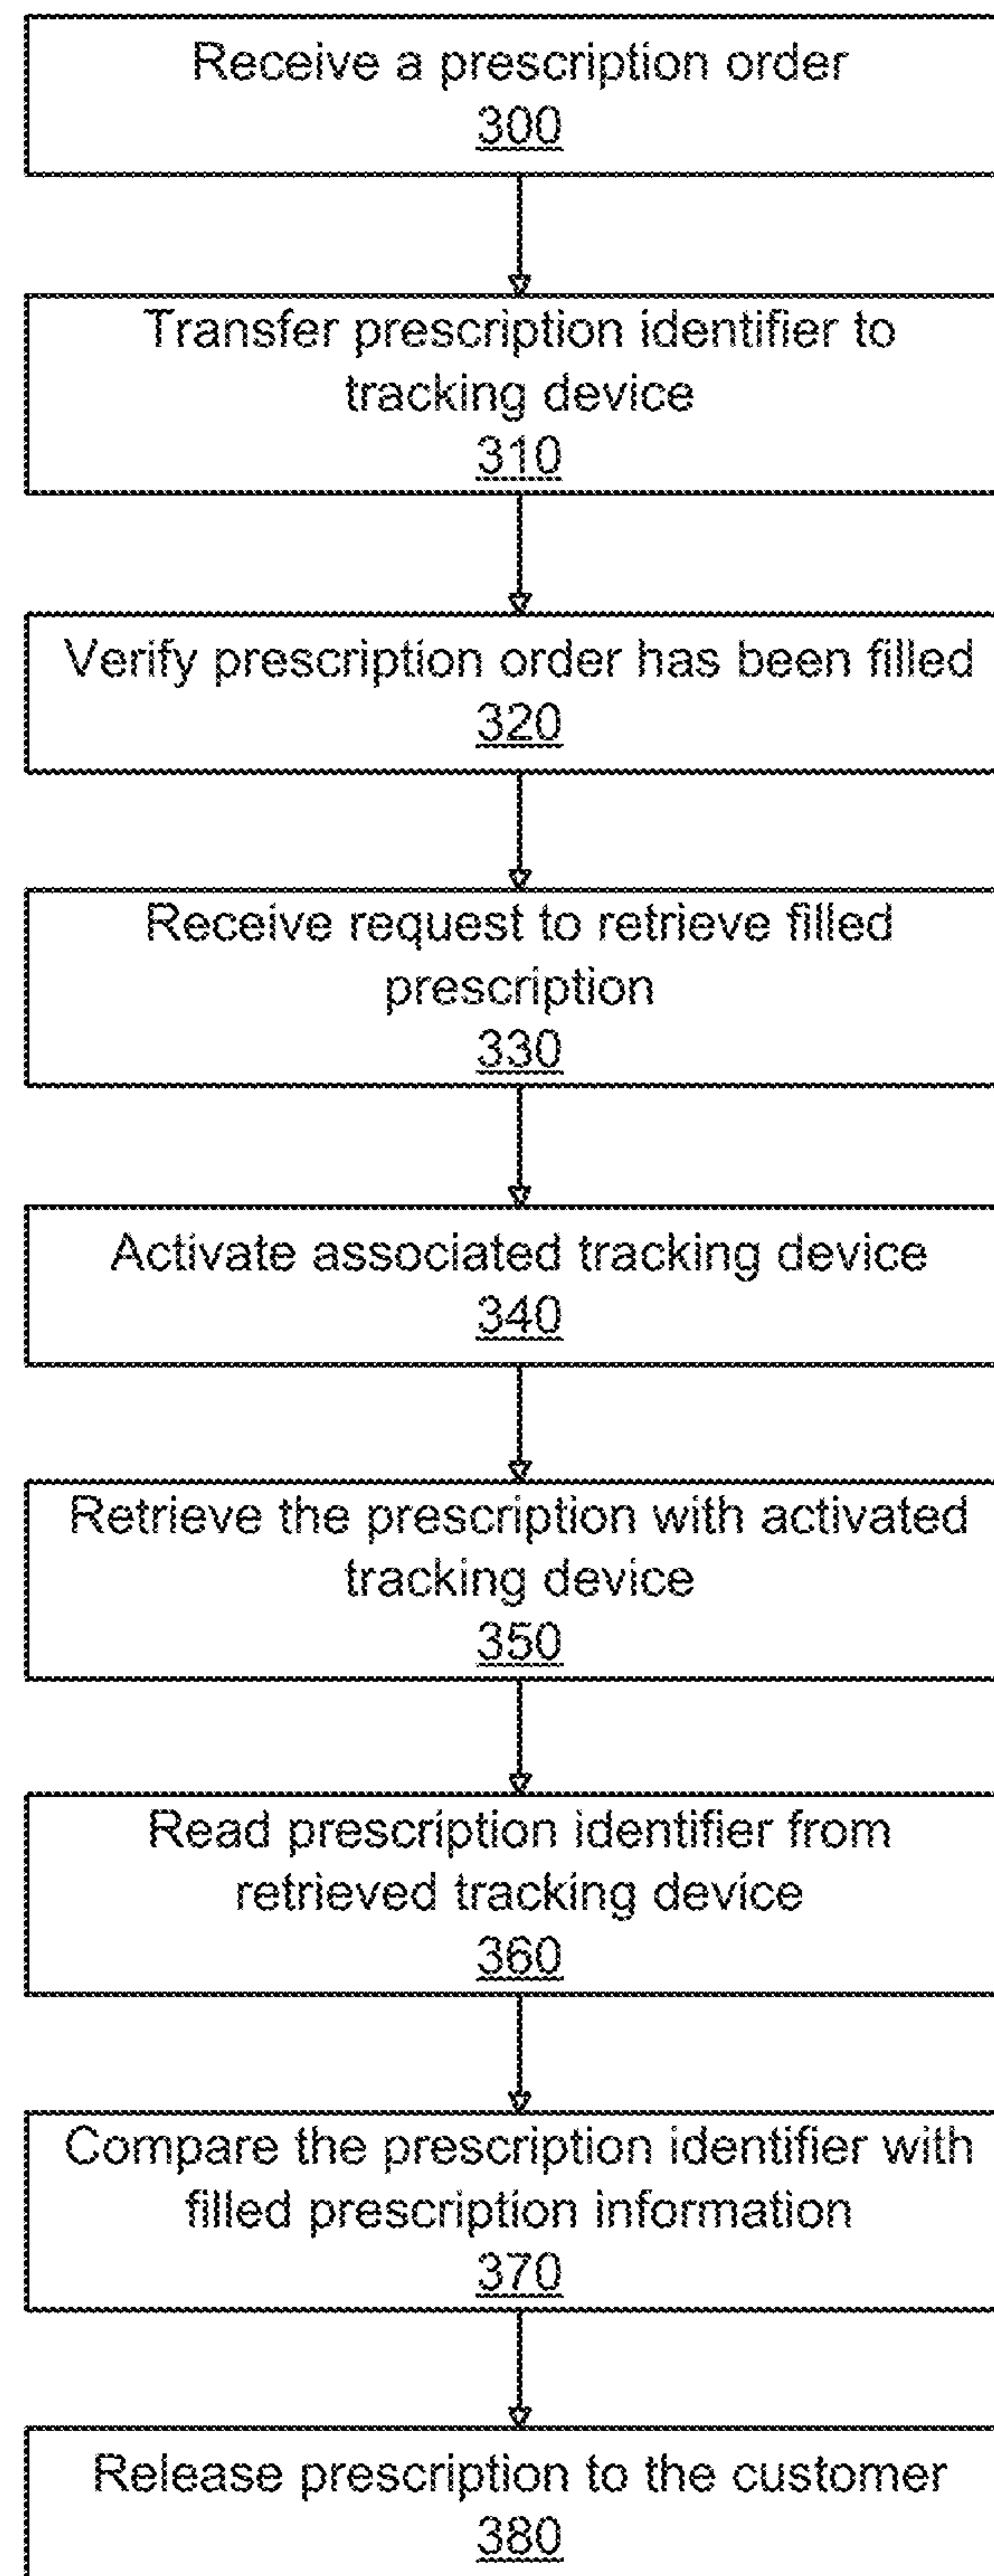 Receive a prescription order
300
Transfer prescription identifier to
tracking device
310
Verify prescription order has been filled
320
Receive request to retrieve filled
prescription
330
Activate associated tracking device
340
Retrieve the prescription with activated
tracking device
350
Read prescription identifier from
retrieved tracking device
360
Compare the prescription identifier with
filled prescription information
370
Release prescription to the customer
380